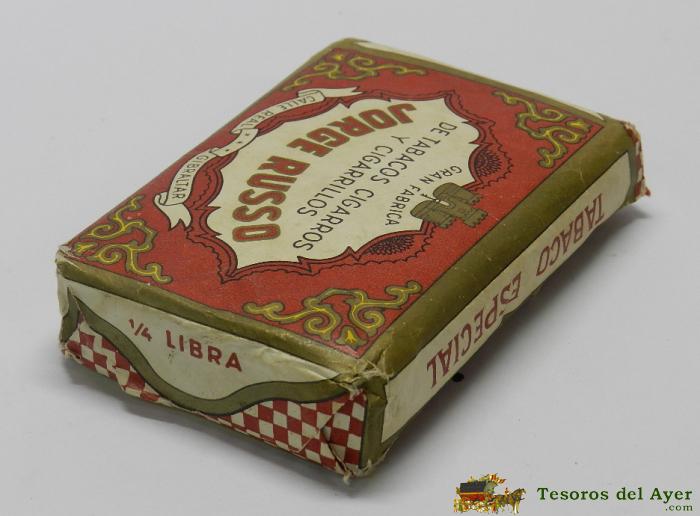 GRAN FABRICA
DE TABACOS CIGARROS
Y CIGARRILLOS
JORGE RUSSO
CALLE REAL
GIBRALTAR
1/4 LIBRA
TABACO ESPECIAL
Tesoros del Ayer
.com